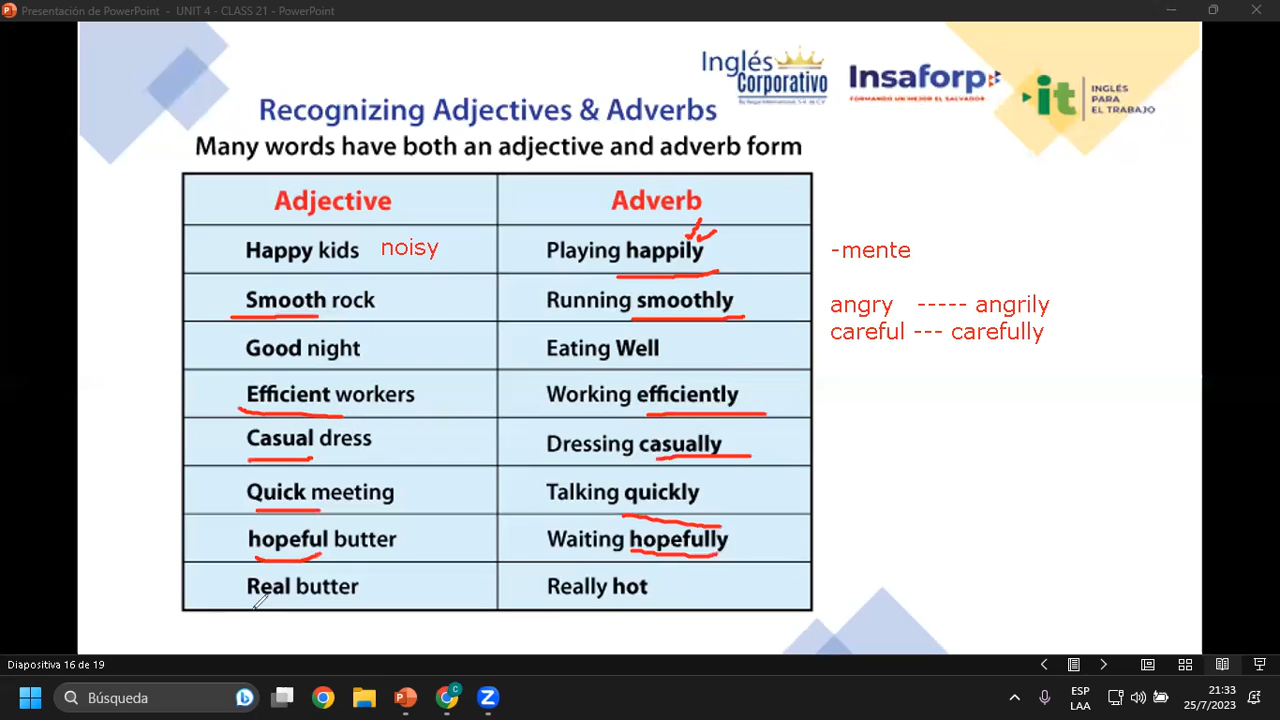 Presentación de PowerPoint - UNIT 4 - CLASS 21 - PowerPoint
Inglés Corporativo
Insaforp
FORMANDO UN MEJOR EL SALVADOR
it INGLÉS PARA EL TRABAJO
Recognizing Adjectives & Adverbs
Many words have both an adjective and adverb form
Adjective Adverb
Happy kids noisy Playing happily -mente
Smooth rock Running smoothly angry ----- angrily
careful --- carefully
Good night Eating Well
Efficient workers Working efficiently
Casual dress Dressing casually
Quick meeting Talking quickly
hopeful butter Waiting hopefully
Real butter Really hot
Diapositiva 16 de 19
Búsqueda
ESP
LAA
21:33
25/7/2023